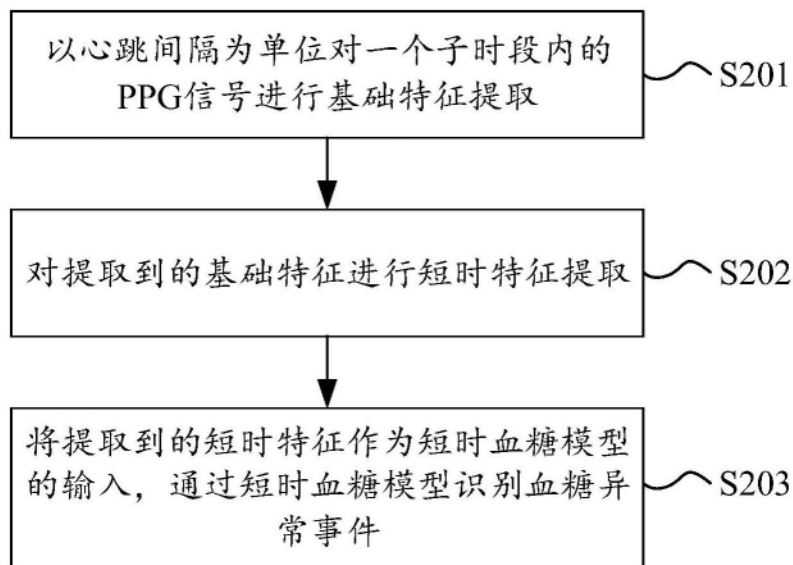 以心跳间隔为单位对一个子时段内的
PPG信号进行基础特征提取
S201
对提取到的基础特征进行短时特征提取
S202
将提取到的短时特征作为短时血糖模型
的输入，通过短时血糖模型识别血糖异
常事件
S203